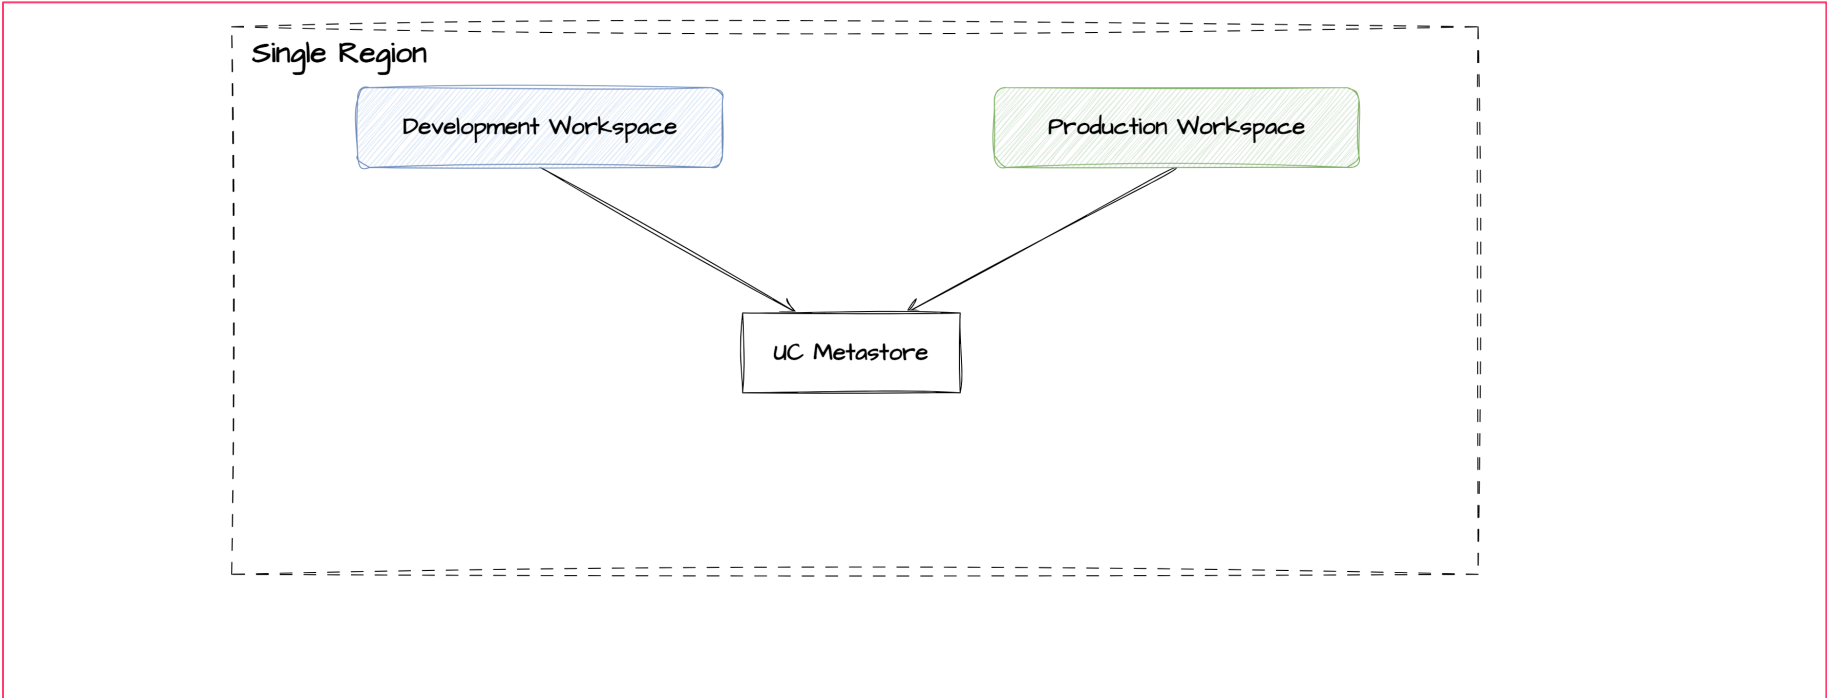 Single Region
Development Workspace
Production Workspace
UC Metastore